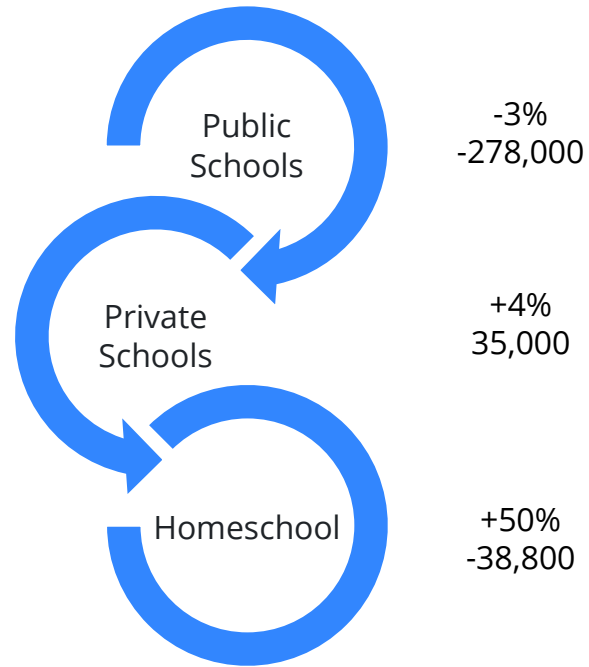 Public
Schools
-3%
-278,000
Private
Schools
+4%
35,000
Homeschool
+50%
-38,800